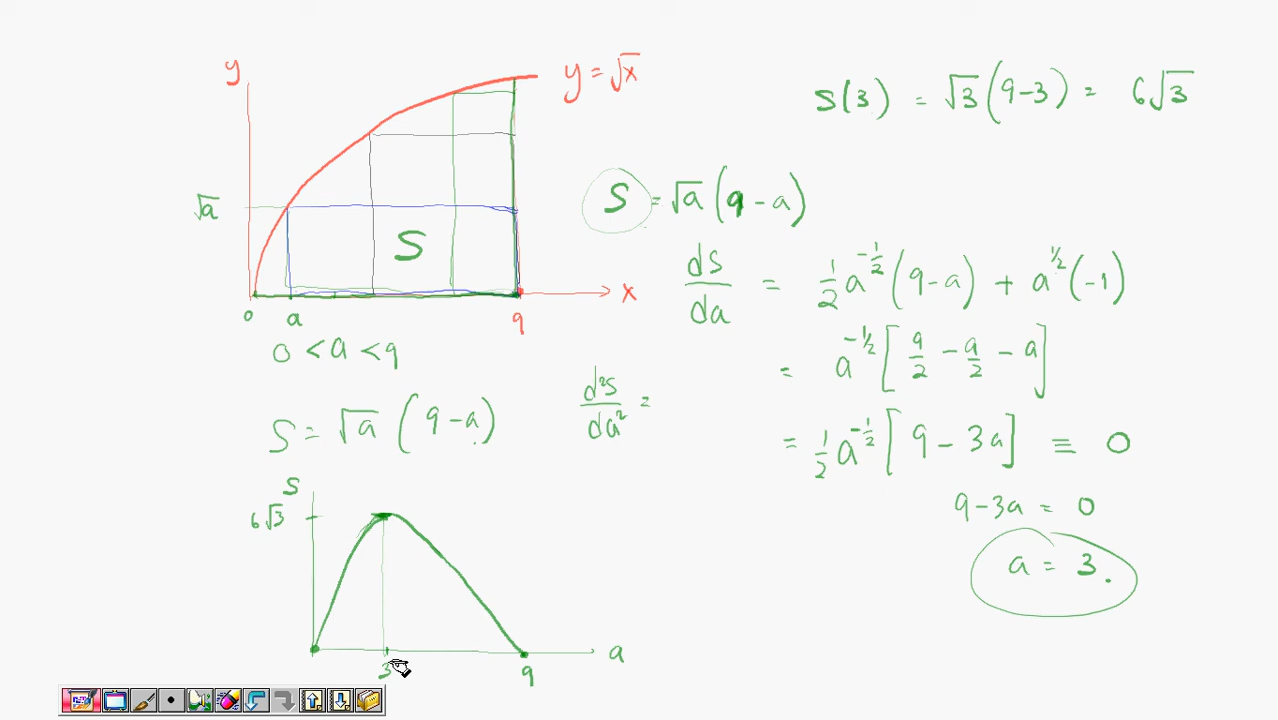 y
y = √x
√a
S
0
a
9
x
0 < a < 9
S = √a (9 - a)
S
6√3
3
9
a
d²S/da² =
S(3) = √3 (9-3) = 6√3
S = √a (9 - a)
dS/da = 1/2 a^-1/2 (9-a) + a^1/2 (-1)
= a^-1/2 [9/2 - a/2 - a]
= 1/2 a^-1/2 [9 - 3a] ≡ 0
9-3a = 0
a = 3.